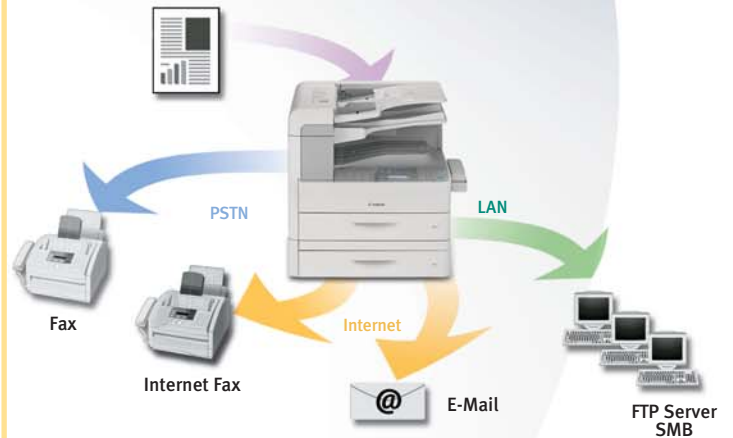 PSTN
LAN
Fax
Internet
Internet Fax
@
E-Mail
FTP Server
SMB